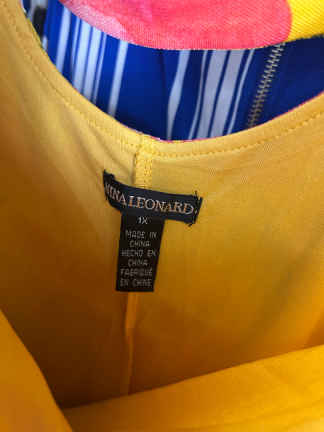 NINA LEONARD
1X
MADE IN
CHINA
HECHO EN
CHINA
FABRIQUÉ
EN CHINE